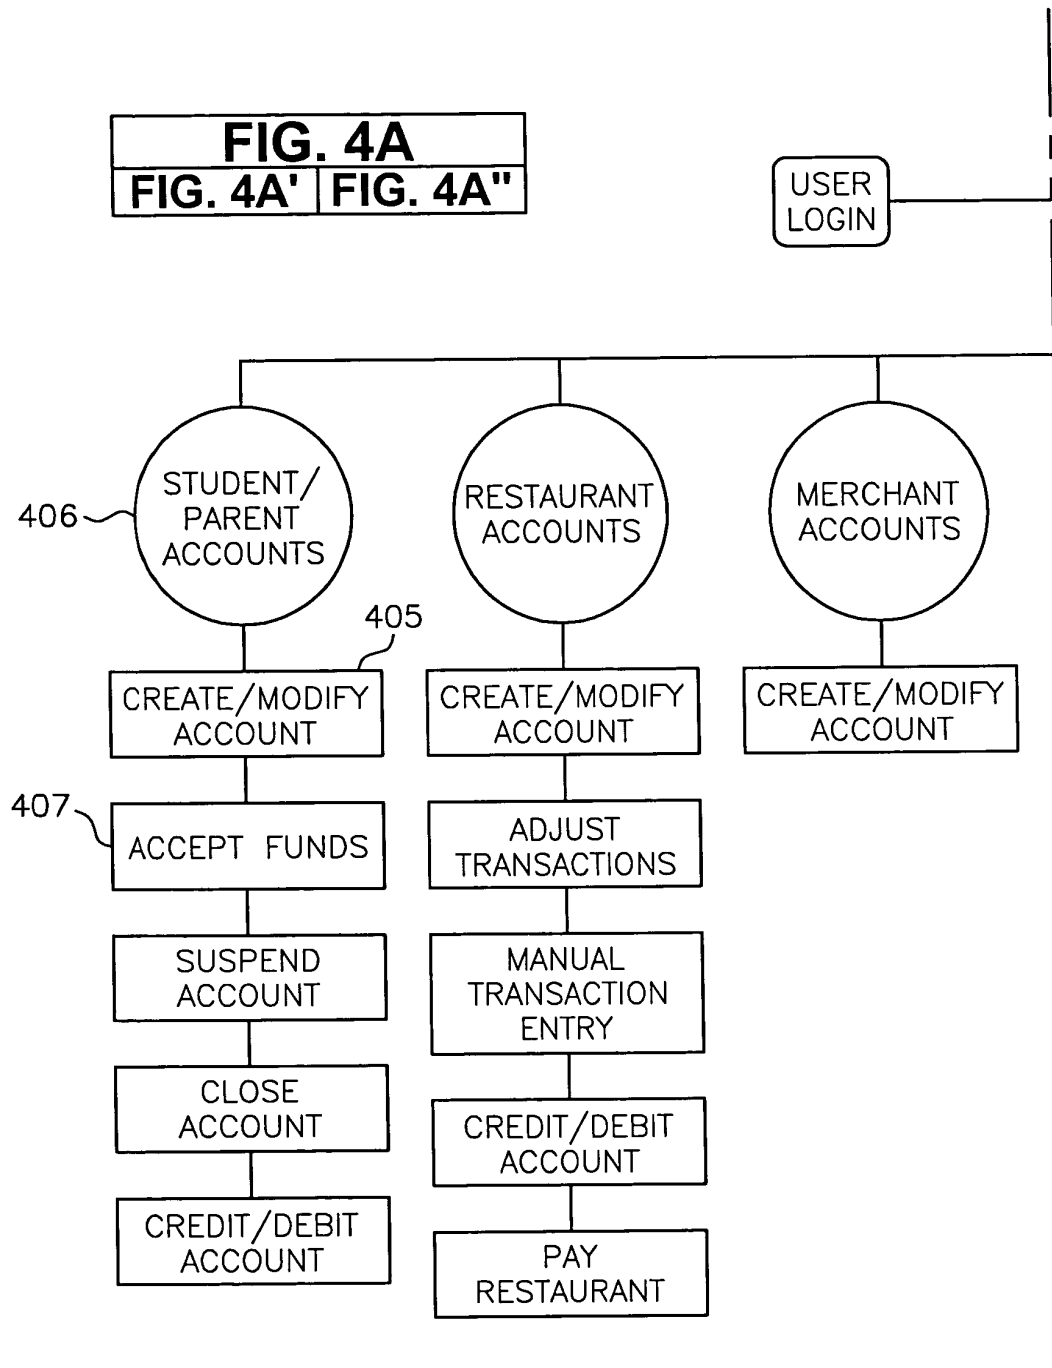 FIG. 4A
FIG. 4A' FIG. 4A"
USER
LOGIN
406
STUDENT/
PARENT
ACCOUNTS
RESTAURANT
ACCOUNTS
MERCHANT
ACCOUNTS
405
CREATE/MODIFY
ACCOUNT
CREATE/MODIFY
ACCOUNT
CREATE/MODIFY
ACCOUNT
407
ACCEPT FUNDS
ADJUST
TRANSACTIONS
SUSPEND
ACCOUNT
MANUAL
TRANSACTION
ENTRY
CLOSE
ACCOUNT
CREDIT/DEBIT
ACCOUNT
CREDIT/DEBIT
ACCOUNT
PAY
RESTAURANT